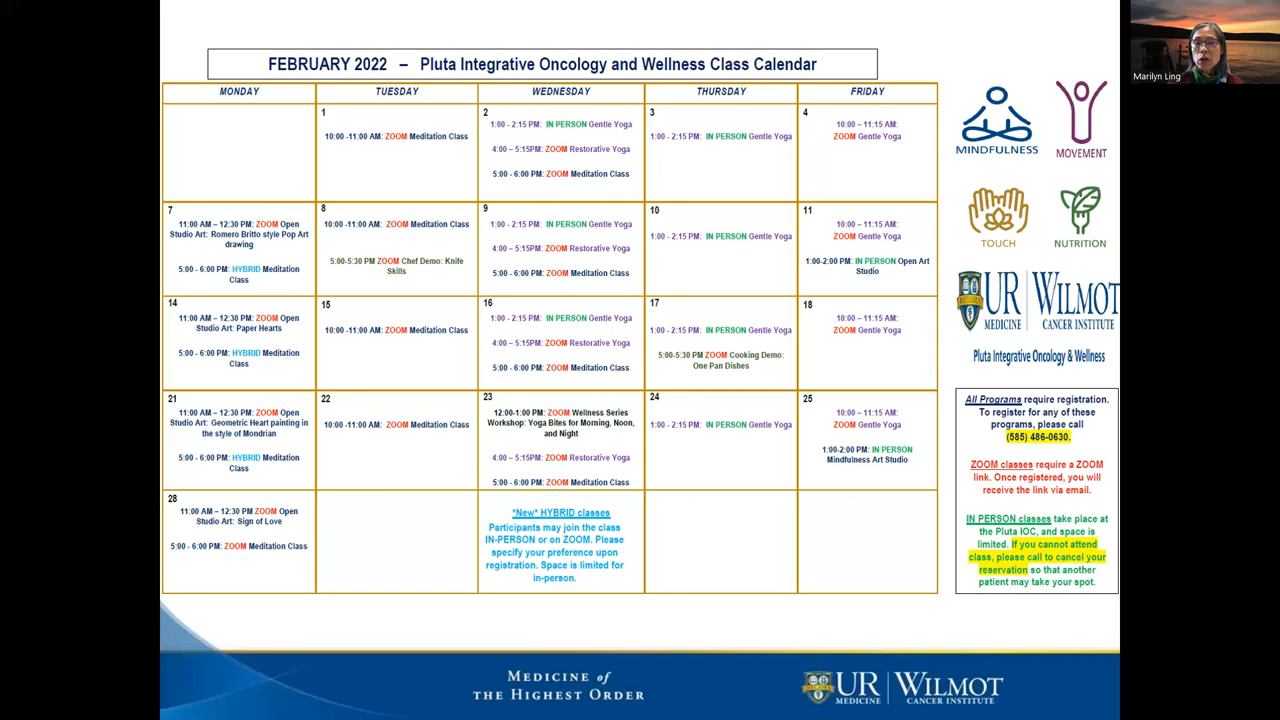 FEBRUARY 2022 – Pluta Integrative Oncology and Wellness Class Calendar
MONDAY
TUESDAY
WEDNESDAY
THURSDAY
FRIDAY
1
10:00 -11:00 AM: ZOOM Meditation Class
2
1:00 - 2:15 PM: IN PERSON Gentle Yoga
4:00 – 5:15PM: ZOOM Restorative Yoga
5:00 - 6:00 PM: ZOOM Meditation Class
3
1:00 - 2:15 PM: IN PERSON Gentle Yoga
4
10:00 – 11:15 AM:
ZOOM Gentle Yoga
7
11:00 AM – 12:30 PM: ZOOM Open
Studio Art: Romero Britto style Pop Art
drawing
5:00 - 6:00 PM: HYBRID Meditation
Class
8
10:00 -11:00 AM: ZOOM Meditation Class
5:00-5:30 PM ZOOM Chef Demo: Knife
Skills
9
1:00 - 2:15 PM: IN PERSON Gentle Yoga
4:00 – 5:15PM: ZOOM Restorative Yoga
5:00 - 6:00 PM: ZOOM Meditation Class
10
1:00 - 2:15 PM: IN PERSON Gentle Yoga
11
10:00 – 11:15 AM:
ZOOM Gentle Yoga
1:00-2:00 PM: IN PERSON Open Art
Studio
14
11:00 AM – 12:30 PM: ZOOM Open
Studio Art: Paper Hearts
5:00 - 6:00 PM: HYBRID Meditation
Class
15
10:00 -11:00 AM: ZOOM Meditation Class
16
1:00 - 2:15 PM: IN PERSON Gentle Yoga
4:00 – 5:15PM: ZOOM Restorative Yoga
5:00 - 6:00 PM: ZOOM Meditation Class
17
1:00 - 2:15 PM: IN PERSON Gentle Yoga
5:00-5:30 PM ZOOM Cooking Demo:
One Pan Dishes
18
10:00 – 11:15 AM:
ZOOM Gentle Yoga
21
11:00 AM – 12:30 PM: ZOOM Open
Studio Art: Geometric Heart painting in
the style of Mondrian
5:00 - 6:00 PM: HYBRID Meditation
Class
22
10:00 -11:00 AM: ZOOM Meditation Class
23
12:00-1:00 PM: ZOOM Wellness Series
Workshop: Yoga Bites for Morning, Noon,
and Night
4:00 – 5:15PM: ZOOM Restorative Yoga
5:00 - 6:00 PM: ZOOM Meditation Class
24
1:00 - 2:15 PM: IN PERSON Gentle Yoga
25
10:00 – 11:15 AM:
ZOOM Gentle Yoga
1:00-2:00 PM: IN PERSON
Mindfulness Art Studio
28
11:00 AM – 12:30 PM ZOOM Open
Studio Art: Sign of Love
5:00 - 6:00 PM: ZOOM Meditation Class
*New* HYBRID classes
Participants may join the class
IN-PERSON or on ZOOM. Please
specify your preference upon
registration. Space is limited for
in-person.
Marilyn Ling
MINDFULNESS
MOVEMENT
TOUCH
NUTRITION
UR MEDICINE WILMOT CANCER INSTITUTE
Pluta Integrative Oncology & Wellness
All Programs require registration.
To register for any of these
programs, please call
(585) 486-0630.
ZOOM classes require a ZOOM
link. Once registered, you will
receive the link via email.
IN PERSON classes take place at
the Pluta IOC, and space is
limited. If you cannot attend
class, please call to cancel your
reservation so that another
patient may take your spot.
MEDICINE of
THE HIGHEST ORDER
UR MEDICINE WILMOT CANCER INSTITUTE